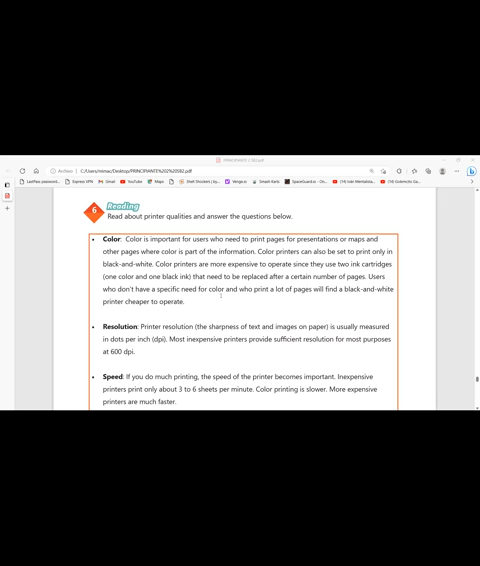 PRINCIPIANTE C SB2.pdf
Archivo | C:/Users/minac/Desktop/PRINCIPIANTE%20C%20SB2.pdf
LastPass password... Express VPN Gmail YouTube Maps Shell Shockers | by... Venge.io Smash Karts SpaceGuard.io - On... (14) Iván Mentalista... (14) Golemcito Ga...
6 Reading
Read about printer qualities and answer the questions below.
• Color: Color is important for users who need to print pages for presentations or maps and
other pages where color is part of the information. Color printers can also be set to print only in
black-and-white. Color printers are more expensive to operate since they use two ink cartridges
(one color and one black ink) that need to be replaced after a certain number of pages. Users
who don't have a specific need for color and who print a lot of pages will find a black-and-white
printer cheaper to operate.
• Resolution: Printer resolution (the sharpness of text and images on paper) is usually measured
in dots per inch (dpi). Most inexpensive printers provide sufficient resolution for most purposes
at 600 dpi.
• Speed: If you do much printing, the speed of the printer becomes important. Inexpensive
printers print only about 3 to 6 sheets per minute. Color printing is slower. More expensive
printers are much faster.